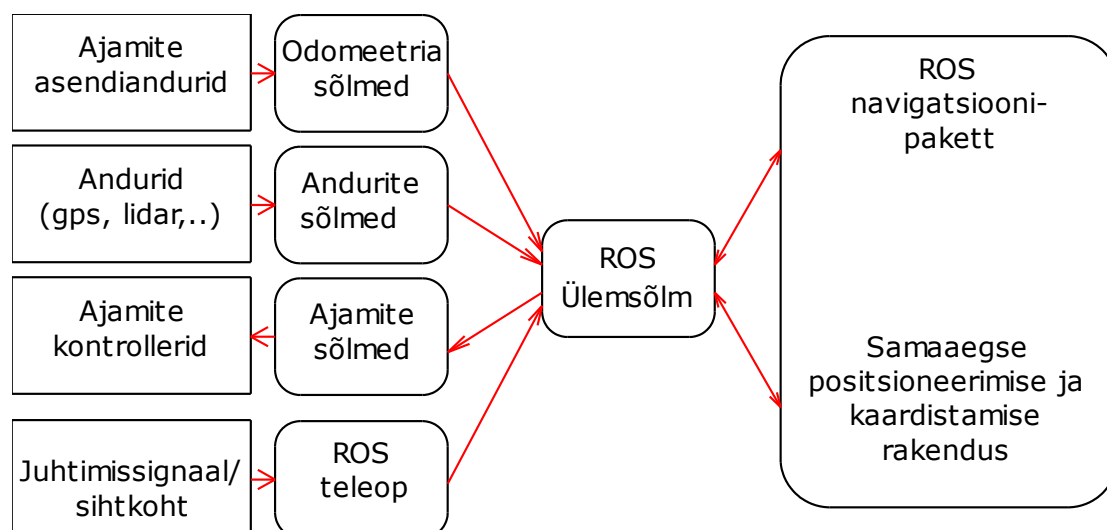 Ajamite
asendiandurid
Odomeetria
sõlmed
Andurid
(gps, lidar,..)
Andurite
sõlmed
Ajamite
kontrollerid
Ajamite
sõlmed
Juhtimissignaal/
sihtkoht
ROS
teleop
ROS
Ülemsõlm
ROS
navigatsiooni-
pakett
Samaaegse
positsioneerimise ja
kaardistamise
rakendus